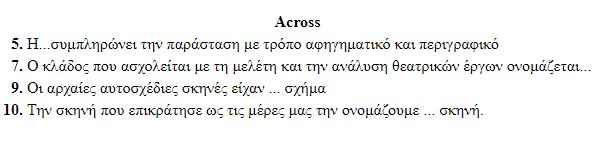 Across
5. Η...συμπληρώνει την παράσταση με τρόπο αφηγηματικό και περιγραφικό
7. Ο κλάδος που ασχολείται με τη μελέτη και την ανάλυση θεατρικών έργων ονομάζεται...
9. Οι αρχαίες αυτοσχέδιες σκηνές είχαν ... σχήμα
10. Την σκηνή που επικράτησε ως τις μέρες μας την ονομάζουμε ... σκηνή.